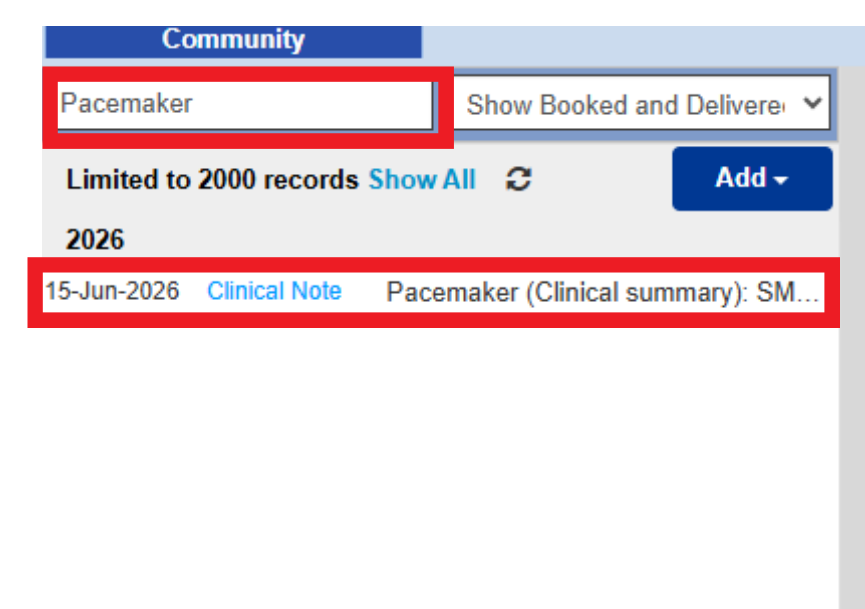 Community
Pacemaker
Show Booked and Delivere
Limited to 2000 records Show All
Add
2026
15-Jun-2026 Clinical Note Pacemaker (Clinical summary): SM...